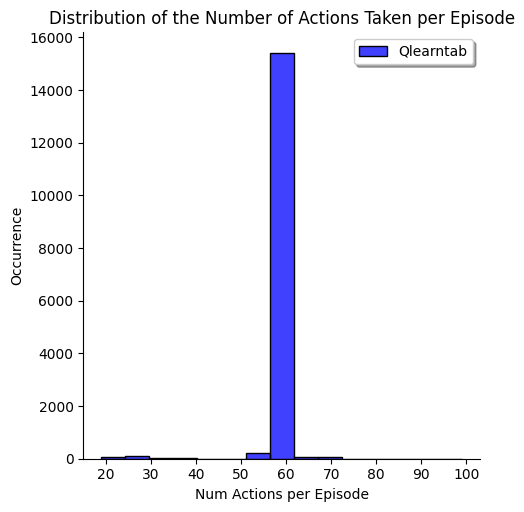 Distribution of the Number of Actions Taken per Episode
Qlearntab
16000
14000
12000
10000
8000
6000
4000
2000
0
Occurrence
20 30 40 50 60 70 80 90 100
Num Actions per Episode